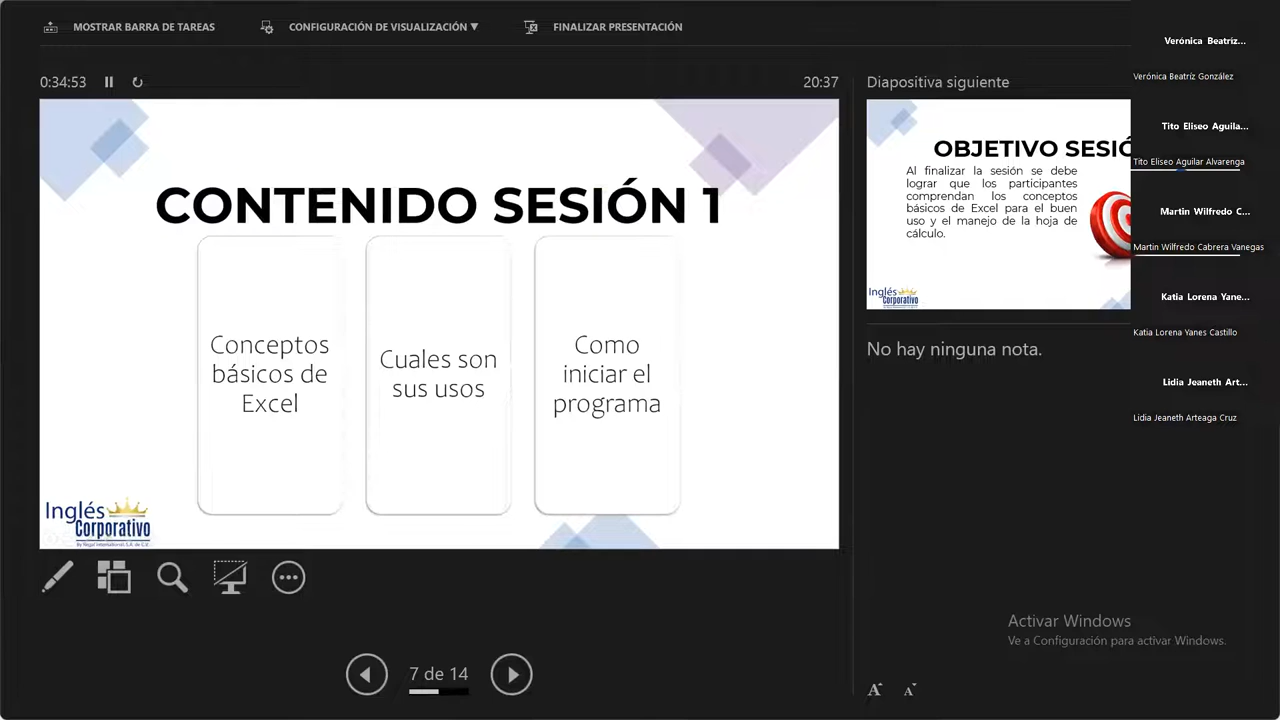 MOSTRAR BARRA DE TAREAS
CONFIGURACIÓN DE VISUALIZACIÓN ▼
FINALIZAR PRESENTACIÓN
0:34:53
20:37
CONTENIDO SESIÓN 1
Conceptos
básicos de
Excel
Cuales son
sus usos
Como
iniciar el
programa
Inglés
Corporativo
By Regal International S.A. de C.V.
7 de 14
Diapositiva siguiente
OBJETIVO SESIÓ
Al finalizar la sesión se debe
lograr que los participantes
comprendan los conceptos
básicos de Excel para el buen
uso y el manejo de la hoja de
cálculo.
Inglés
Corporativo
No hay ninguna nota.
Verónica Beatriz...
Verónica Beatríz González
Tito Eliseo Aguila...
Tito Eliseo Aguilar Alvarenga
Martin Wilfredo C...
Martin Wilfredo Cabrera Vanegas
Katia Lorena Yane...
Katia Lorena Yanes Castillo
Lidia Jeaneth Art...
Lidia Jeaneth Arteaga Cruz
Activar Windows
Ve a Configuración para activar Windows.
A A